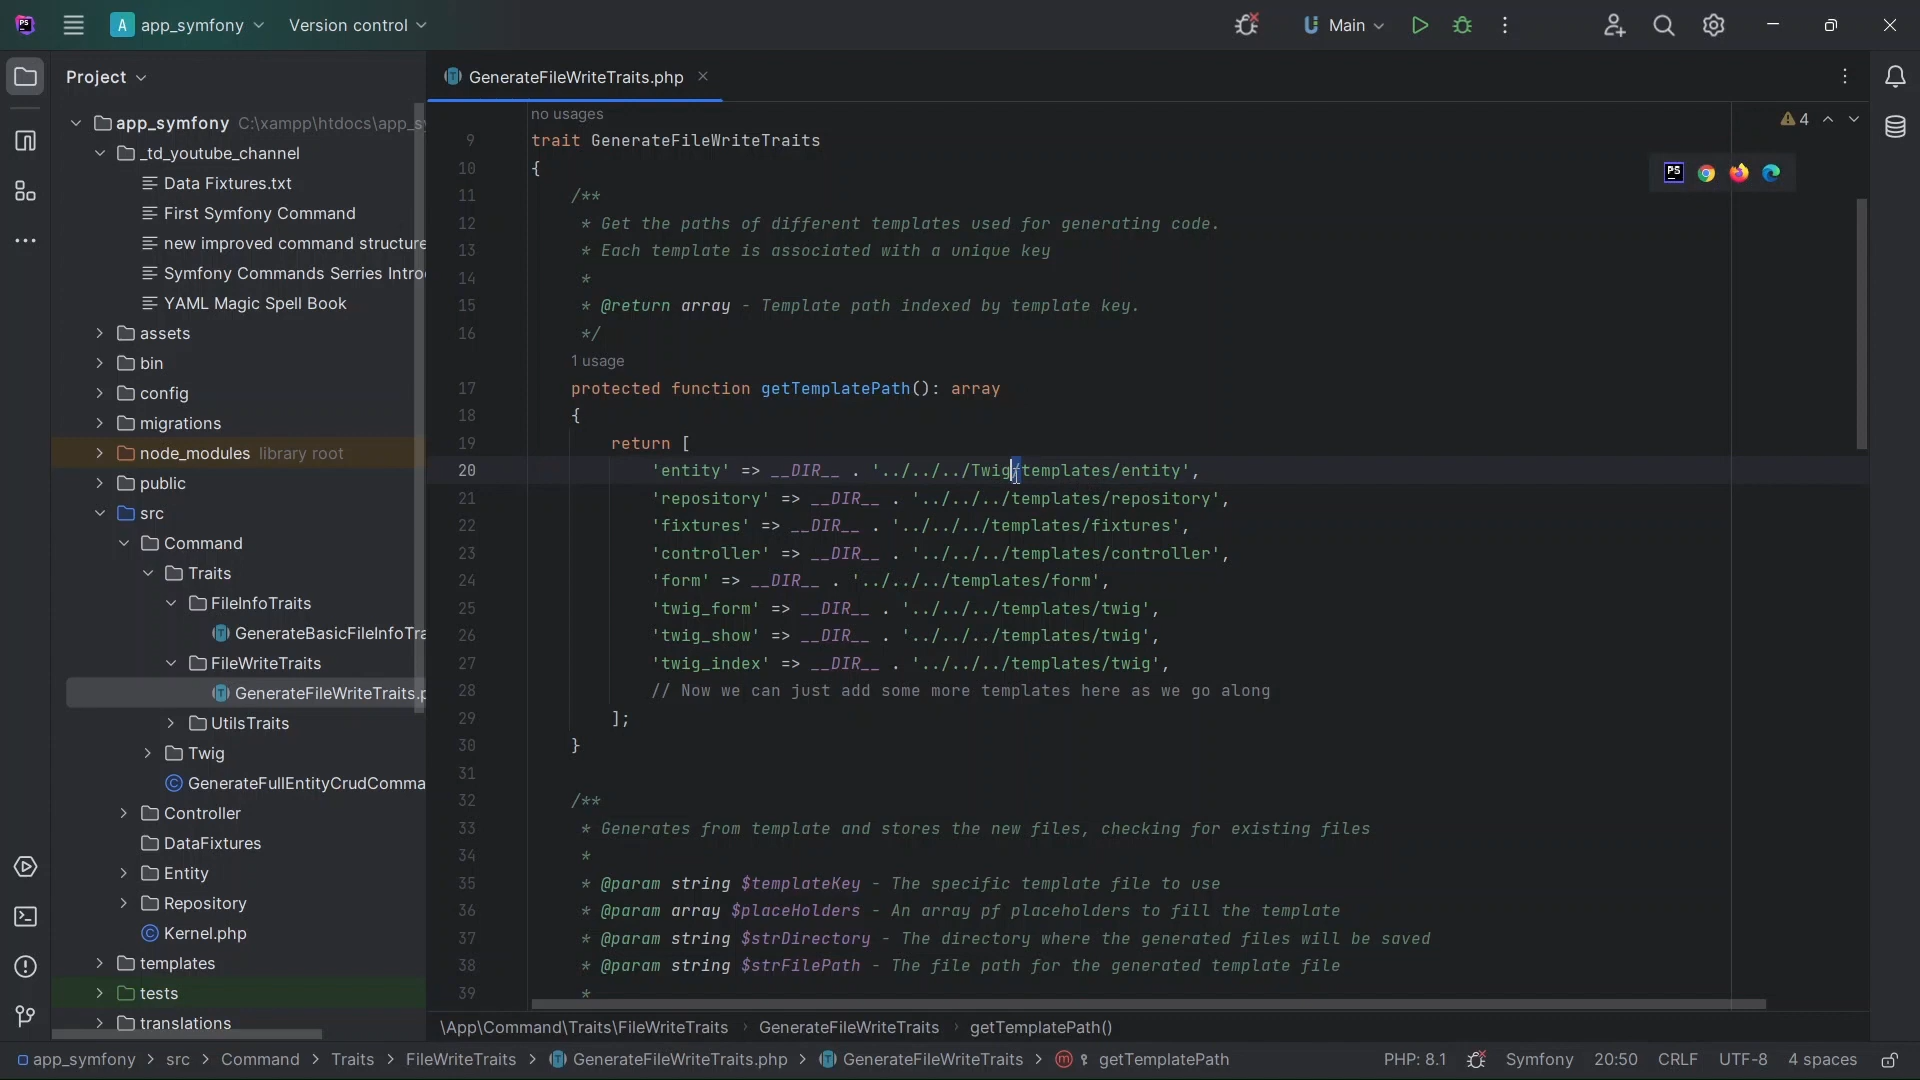 PS
A app_symfony
Version control
Main
Project
GenerateFileWriteTraits.php
app_symfony C:\xampp\htdocs\app_s
_td_youtube_channel
Data Fixtures.txt
First Symfony Command
new improved command structure
Symfony Commands Serries Intro
YAML Magic Spell Book
assets
bin
config
migrations
node_modules library root
public
src
Command
Traits
FileInfoTraits
GenerateBasicFileInfoTra
FileWriteTraits
GenerateFileWriteTraits.p
UtilsTraits
Twig
GenerateFullEntityCrudComma
Controller
DataFixtures
Entity
Repository
Kernel.php
templates
tests
translations
4
PS
no usages
9 trait GenerateFileWriteTraits
10 {
11 /**
12 * Get the paths of different templates used for generating code.
13 * Each template is associated with a unique key
14 *
15 * @return array - Template path indexed by template key.
16 */
1 usage
17 protected function getTemplatePath(): array
18 {
19 return [
20 'entity' => __DIR__ . '../../../Twig/templates/entity',
21 'repository' => __DIR__ . '../../../templates/repository',
22 'fixtures' => __DIR__ . '../../../templates/fixtures',
23 'controller' => __DIR__ . '../../../templates/controller',
24 'form' => __DIR__ . '../../../templates/form',
25 'twig_form' => __DIR__ . '../../../templates/twig',
26 'twig_show' => __DIR__ . '../../../templates/twig',
27 'twig_index' => __DIR__ . '../../../templates/twig',
28 // Now we can just add some more templates here as we go along
29 ];
30 }
31
32 /**
33 * Generates from template and stores the new files, checking for existing files
34 *
35 * @param string $templateKey - The specific template file to use
36 * @param array $placeHolders - An array pf placeholders to fill the template
37 * @param string $strDirectory - The directory where the generated files will be saved
38 * @param string $strFilePath - The file path for the generated template file
39 *
\App\Command\Traits\FileWriteTraits › GenerateFileWriteTraits › getTemplatePath()
app_symfony > src > Command > Traits > FileWriteTraits > GenerateFileWriteTraits.php > GenerateFileWriteTraits > m getTemplatePath
PHP: 8.1 Symfony 20:50 CRLF UTF-8 4 spaces